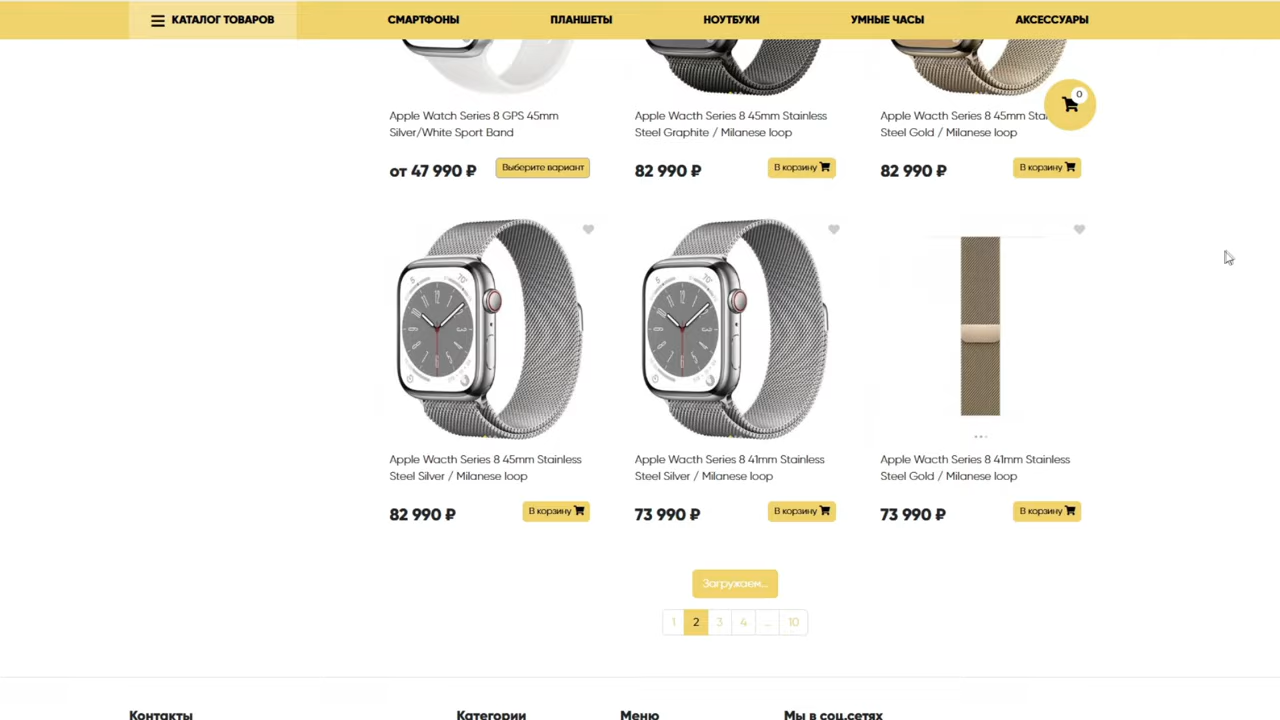 КАТАЛОГ ТОВАРОВ
СМАРТФОНЫ
ПЛАНШЕТЫ
НОУТБУКИ
УМНЫЕ ЧАСЫ
АКСЕССУАРЫ
0
Apple Watch Series 8 GPS 45mm
Silver/White Sport Band
от 47 990 ₽
Выберите вариант
Apple Wacth Series 8 45mm Stainless
Steel Graphite / Milanese loop
82 990 ₽
В корзину
Apple Wacth Series 8 45mm
Steel Gold / Milanese loop
82 990 ₽
В корзину
Apple Wacth Series 8 45mm Stainless
Steel Silver / Milanese loop
82 990 ₽
В корзину
Apple Wacth Series 8 41mm Stainless
Steel Silver / Milanese loop
73 990 ₽
В корзину
Apple Wacth Series 8 41mm Stainless
Steel Gold / Milanese loop
73 990 ₽
В корзину
Загружаем...
1 2 3 4 ... 10
Контакты
Категории
Меню
Мы в соц.сетях